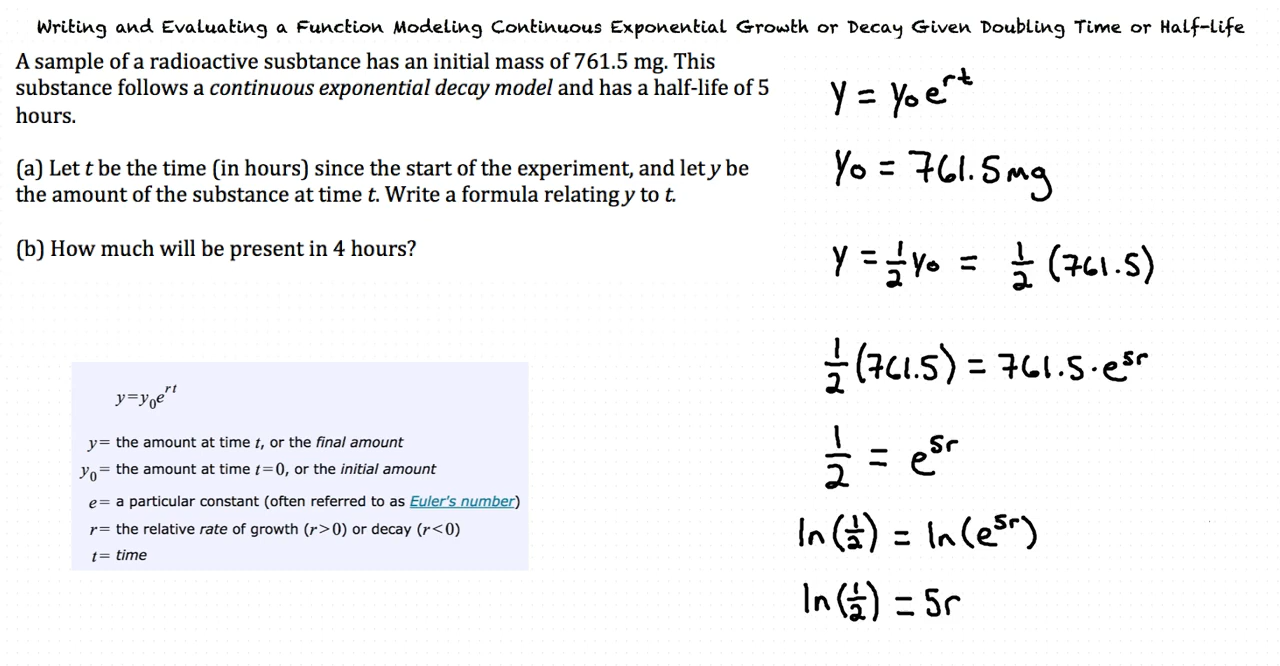 Writing and Evaluating a Function Modeling Continuous Exponential Growth or Decay Given Doubling Time or Half-life
A sample of a radioactive susbtance has an initial mass of 761.5 mg. This
substance follows a continuous exponential decay model and has a half-life of 5
hours.
(a) Let t be the time (in hours) since the start of the experiment, and let y be
the amount of the substance at time t. Write a formula relating y to t.
(b) How much will be present in 4 hours?
y=y₀e^rt
y= the amount at time t, or the final amount
y₀= the amount at time t=0, or the initial amount
e= a particular constant (often referred to as Euler's number)
r= the relative rate of growth (r>0) or decay (r<0)
t= time
y = y₀e^rt
y₀ = 761.5mg
y = 1/2 y₀ = 1/2 (761.5)
1/2 (761.5) = 761.5·e^5r
1/2 = e^5r
ln(1/2) = ln(e^5r)
ln(1/2) = 5r